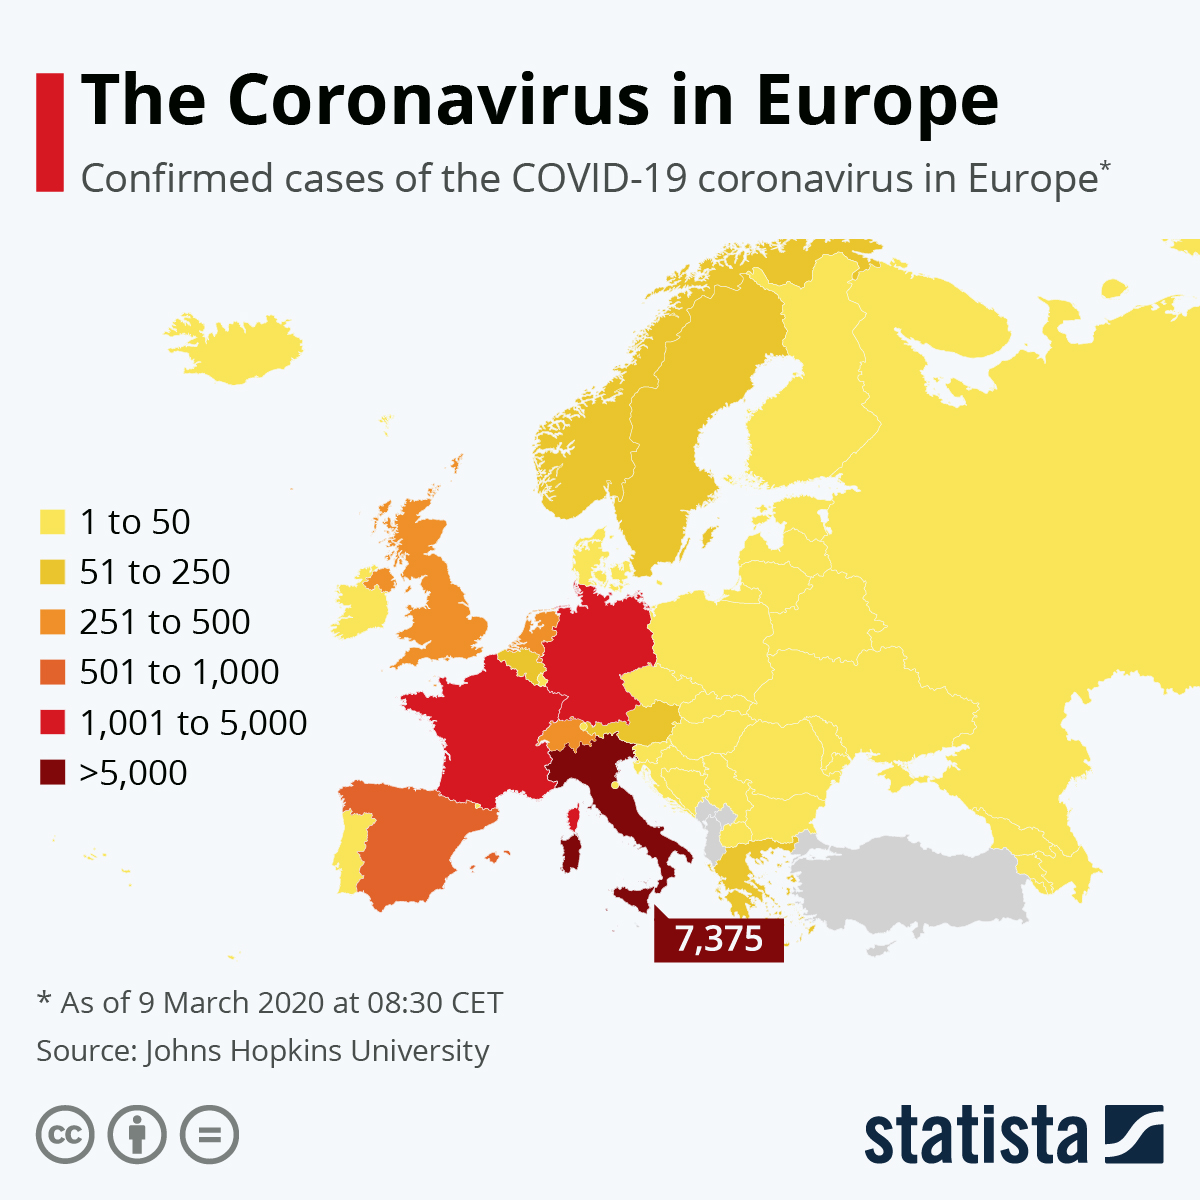 The Coronavirus in Europe
Confirmed cases of the COVID-19 coronavirus in Europe*
1 to 50
51 to 250
251 to 500
501 to 1,000
1,001 to 5,000
>5,000
7,375
* As of 9 March 2020 at 08:30 CET
Source: Johns Hopkins University
cc
statista